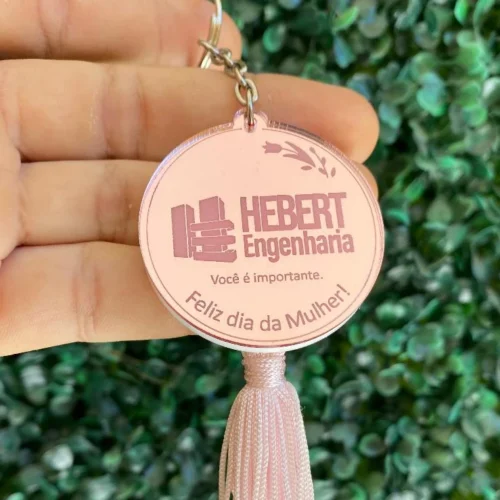 HEBERT
Engenharia
Você é importante.
Feliz dia da Mulher!